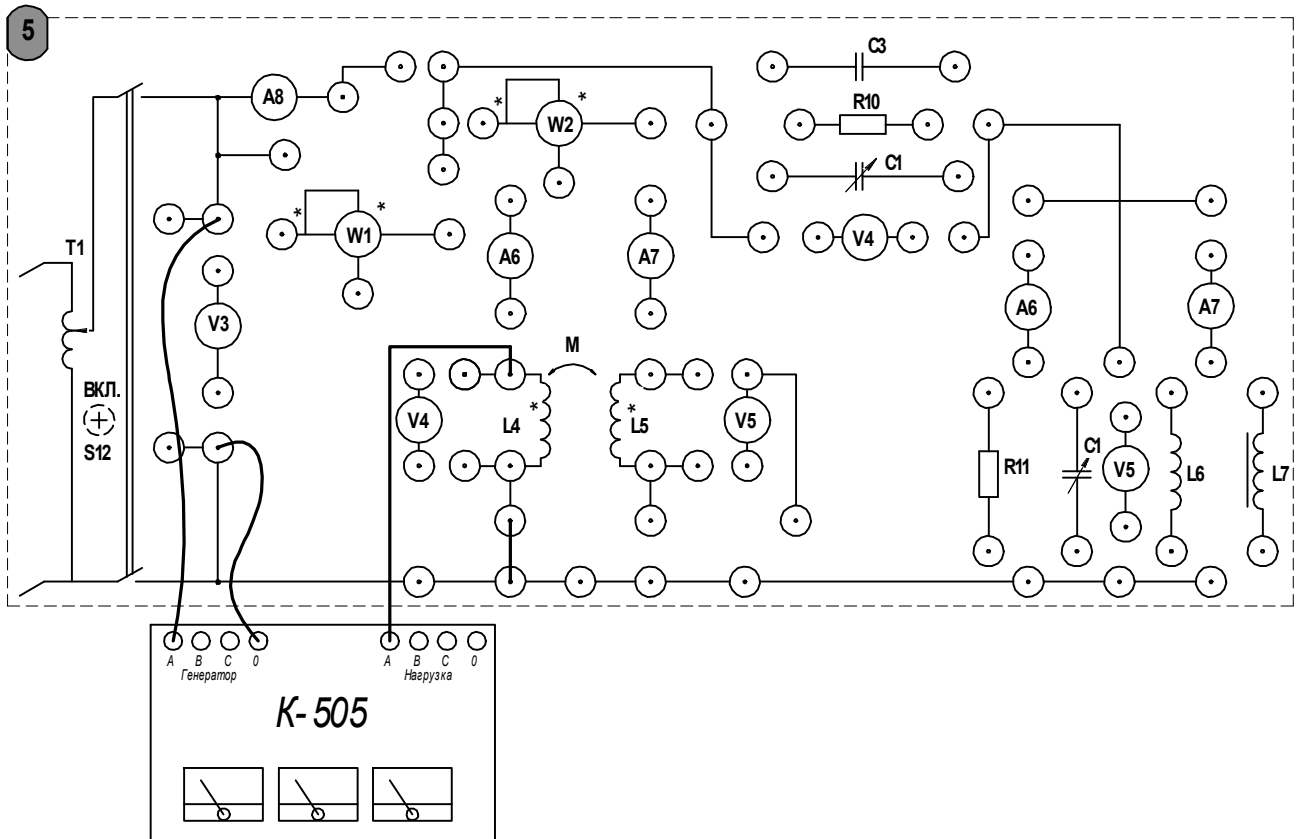 5
C3
A8
R10
* W2 *
C1
* W1 *
T1
A6
A7
V4
V3
A6
A7
M
ВКЛ.
V4
*
L4
*
L5
V5
S12
R11
C1
V5
L6
L7
A B C 0
Генератор
A B C 0
Нагрузка
К-505